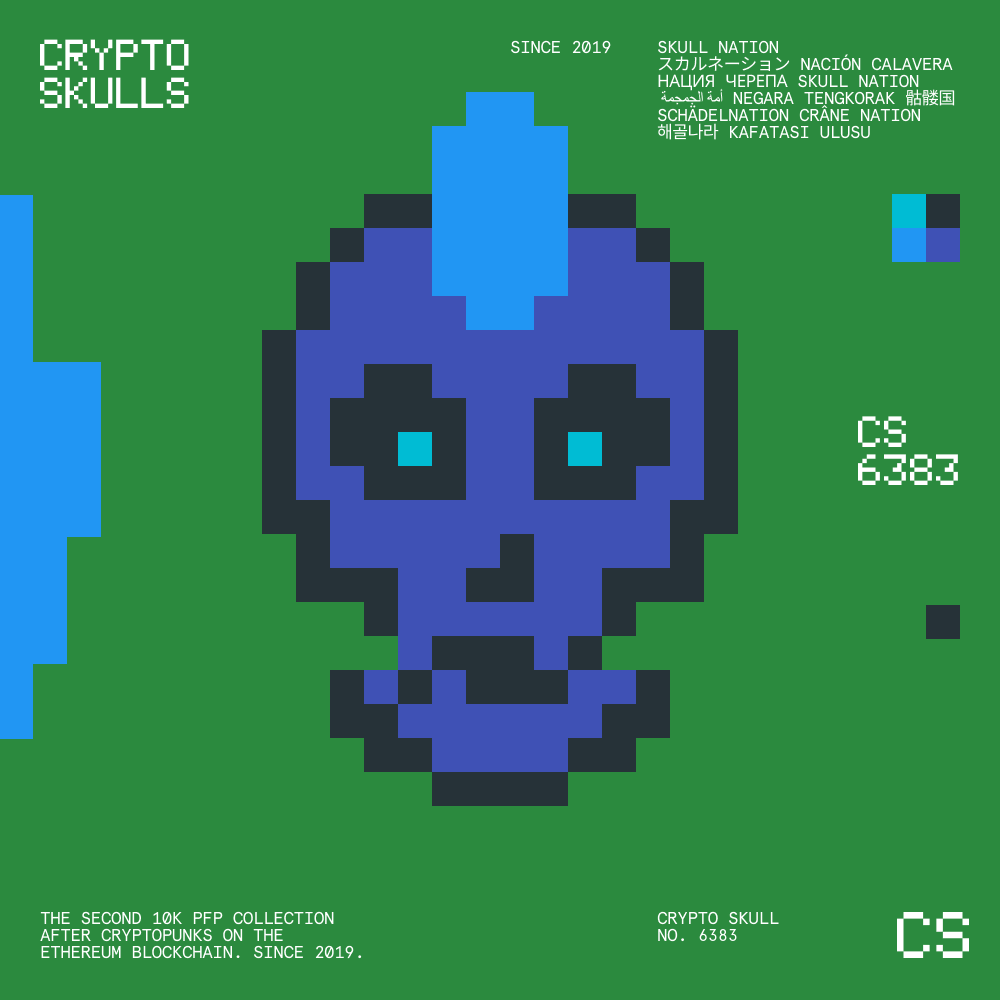 CRYPTO
SKULLS
SINCE 2019
SKULL NATION
スカルネーション NACIÓN CALAVERA
НАЦИЯ ЧЕРЕПА SKULL NATION
أمة الجمجمة NEGARA TENGKORAK 骷髅国
SCHÄDELNATION CRÂNE NATION
해골나라 KAFATASI ULUSU
CS
6383
THE SECOND 10K PFP COLLECTION
AFTER CRYPTOPUNKS ON THE
ETHEREUM BLOCKCHAIN. SINCE 2019.
CRYPTO SKULL
NO. 6383
CS